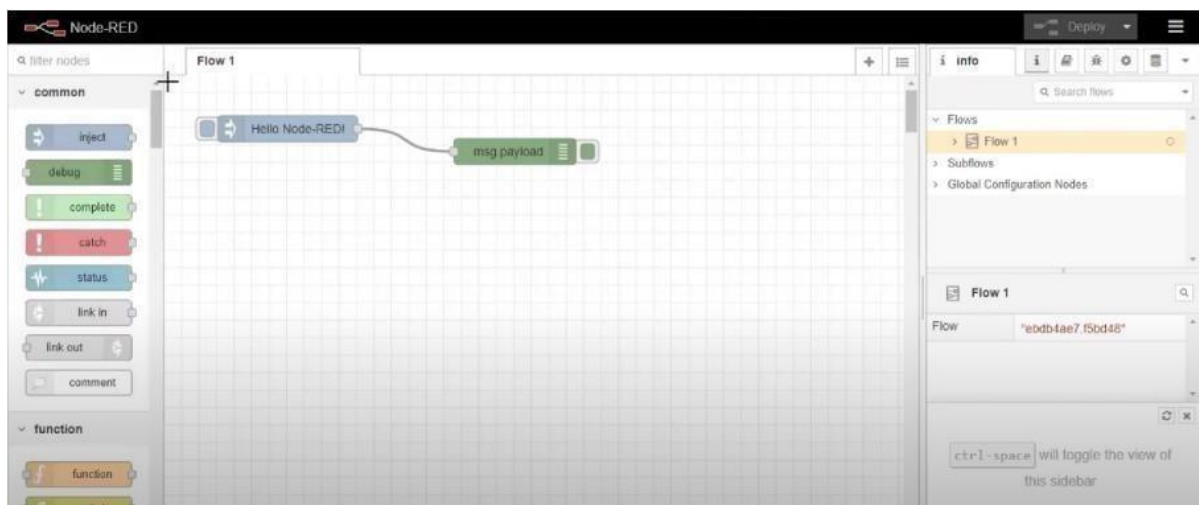 Node-RED
Deploy
filter nodes
Flow 1
info
i
Search flows
common
Flows
Flow 1
Subflows
Global Configuration Nodes
inject
debug
complete
catch
status
link in
link out
comment
function
function
Hello Node-RED!
msg payload
Flow 1
Flow
"ebdb4ae7.f5bd48"
ctrl-space will toggle the view of
this sidebar